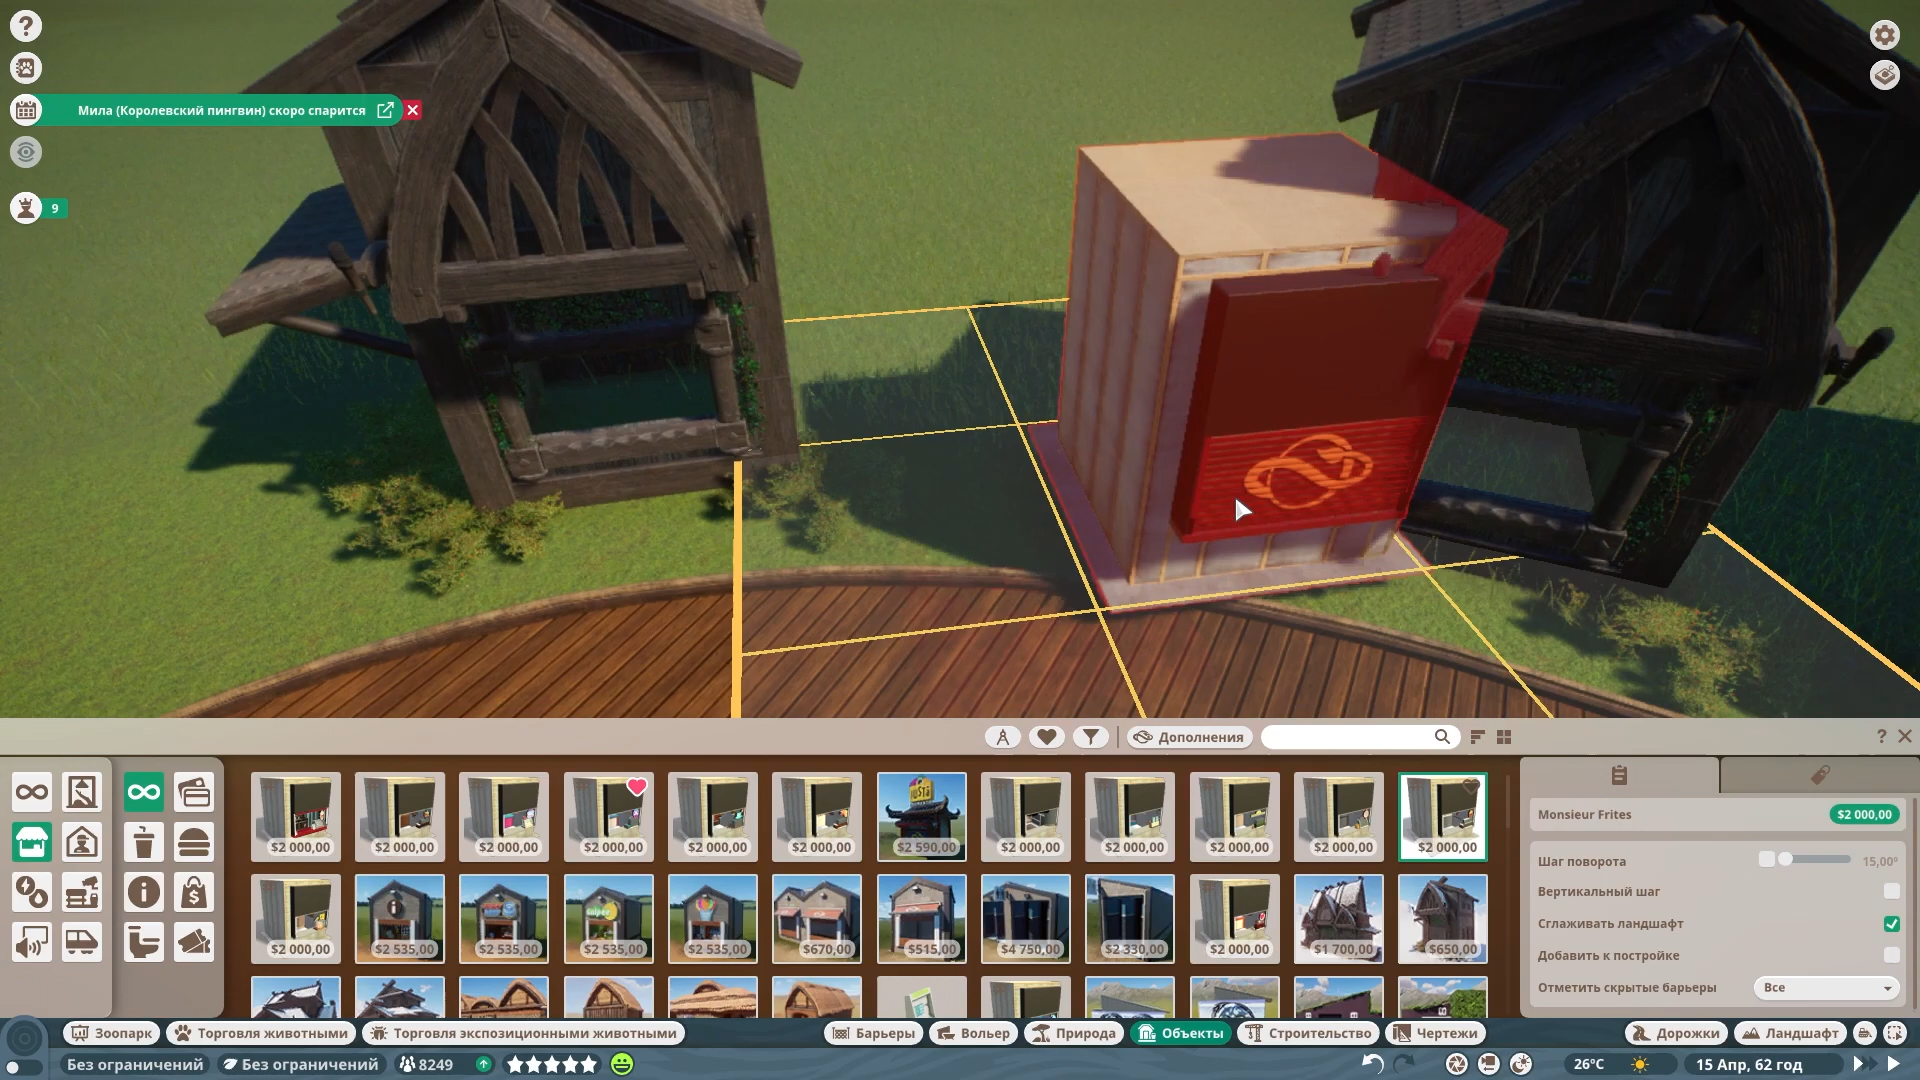 ?
Мила (Королевский пингвин) скоро спарится
9
Дополнения
?
$2 000,00
$2 000,00
$2 000,00
$2 000,00
$2 000,00
$2 000,00
$2 590,00
$2 000,00
$2 000,00
$2 000,00
$2 000,00
$2 000,00
$2 000,00
$2 535,00
$2 535,00
$2 535,00
$2 535,00
$670,00
$515,00
$4 750,00
$2 330,00
$2 000,00
$1 700,00
$650,00
Monsieur Frites
$2 000,00
Шаг поворота
15,00°
Вертикальный шаг
Сглаживать ландшафт
Добавить к постройке
Отметить скрытые барьеры
Все
Зоопарк
Торговля животными
Торговля экспозиционными животными
Барьеры
Вольер
Природа
Объекты
Строительство
Чертежи
Дорожки
Ландшафт
Без ограничений
Без ограничений
8249
26°C
15 Апр, 62 год